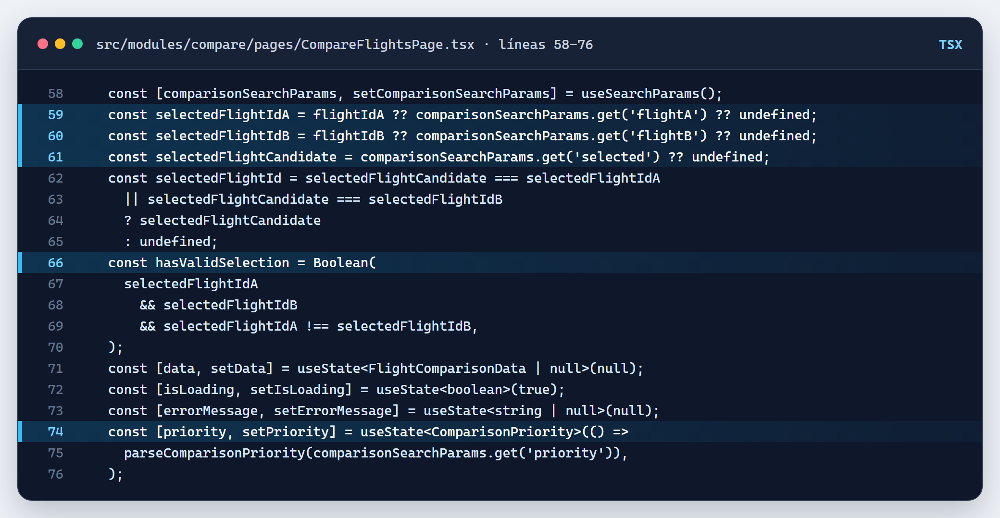 src/modules/compare/pages/CompareFlightsPage.tsx · líneas 58–76 TSX
58 const [comparisonSearchParams, setComparisonSearchParams] = useSearchParams();
59 const selectedFlightIdA = flightIdA ?? comparisonSearchParams.get('flightA') ?? undefined;
60 const selectedFlightIdB = flightIdB ?? comparisonSearchParams.get('flightB') ?? undefined;
61 const selectedFlightCandidate = comparisonSearchParams.get('selected') ?? undefined;
62 const selectedFlightId = selectedFlightCandidate === selectedFlightIdA
63   || selectedFlightCandidate === selectedFlightIdB
64   ? selectedFlightCandidate
65   : undefined;
66 const hasValidSelection = Boolean(
67   selectedFlightIdA
68     && selectedFlightIdB
69     && selectedFlightIdA !== selectedFlightIdB,
70 );
71 const [data, setData] = useState<FlightComparisonData | null>(null);
72 const [isLoading, setIsLoading] = useState<boolean>(true);
73 const [errorMessage, setErrorMessage] = useState<string | null>(null);
74 const [priority, setPriority] = useState<ComparisonPriority>(() =>
75   parseComparisonPriority(comparisonSearchParams.get('priority')),
76 );